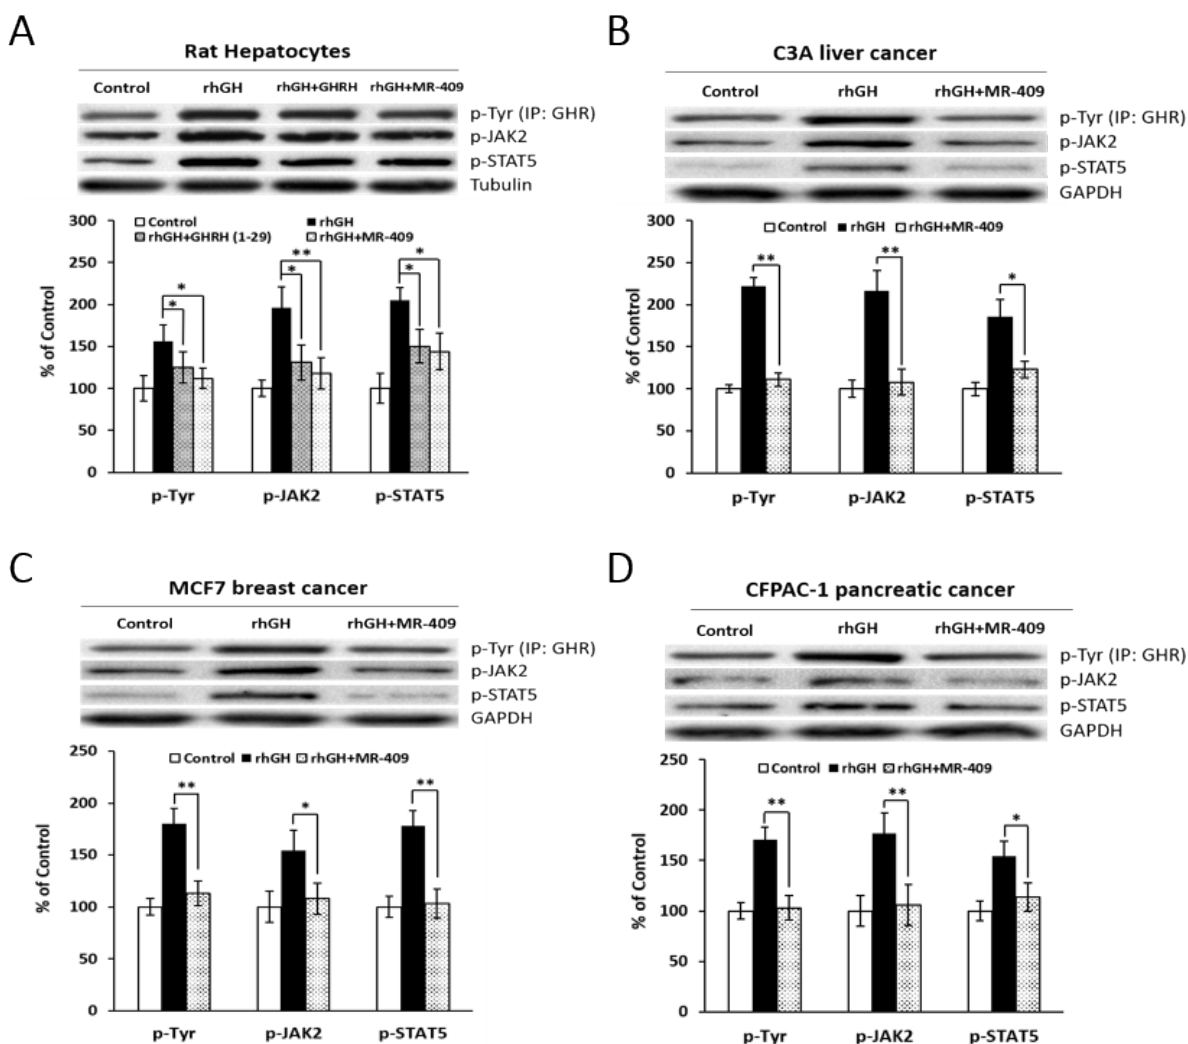 A
Rat Hepatocytes
Control rhGH rhGH+GHRH rhGH+MR-409
p-Tyr (IP: GHR)
p-JAK2
p-STAT5
Tubulin
300
250
200
150
100
50
0
% of Control
Control rhGH
rhGH+GHRH (1-29) rhGH+MR-409
* *
* **
* *
p-Tyr p-JAK2 p-STAT5
B
C3A liver cancer
Control rhGH rhGH+MR-409
p-Tyr (IP: GHR)
p-JAK2
p-STAT5
GAPDH
300
250
200
150
100
50
0
% of Control
Control rhGH rhGH+MR-409
** ** *
p-Tyr p-JAK2 p-STAT5
C
MCF7 breast cancer
Control rhGH rhGH+MR-409
p-Tyr (IP: GHR)
p-JAK2
p-STAT5
GAPDH
250
200
150
100
50
0
% of Control
Control rhGH rhGH+MR-409
** * **
p-Tyr p-JAK2 p-STAT5
D
CFPAC-1 pancreatic cancer
Control rhGH rhGH+MR-409
p-Tyr (IP: GHR)
p-JAK2
p-STAT5
GAPDH
250
200
150
100
50
0
% of Control
Control rhGH rhGH+MR-409
** ** *
p-Tyr p-JAK2 p-STAT5